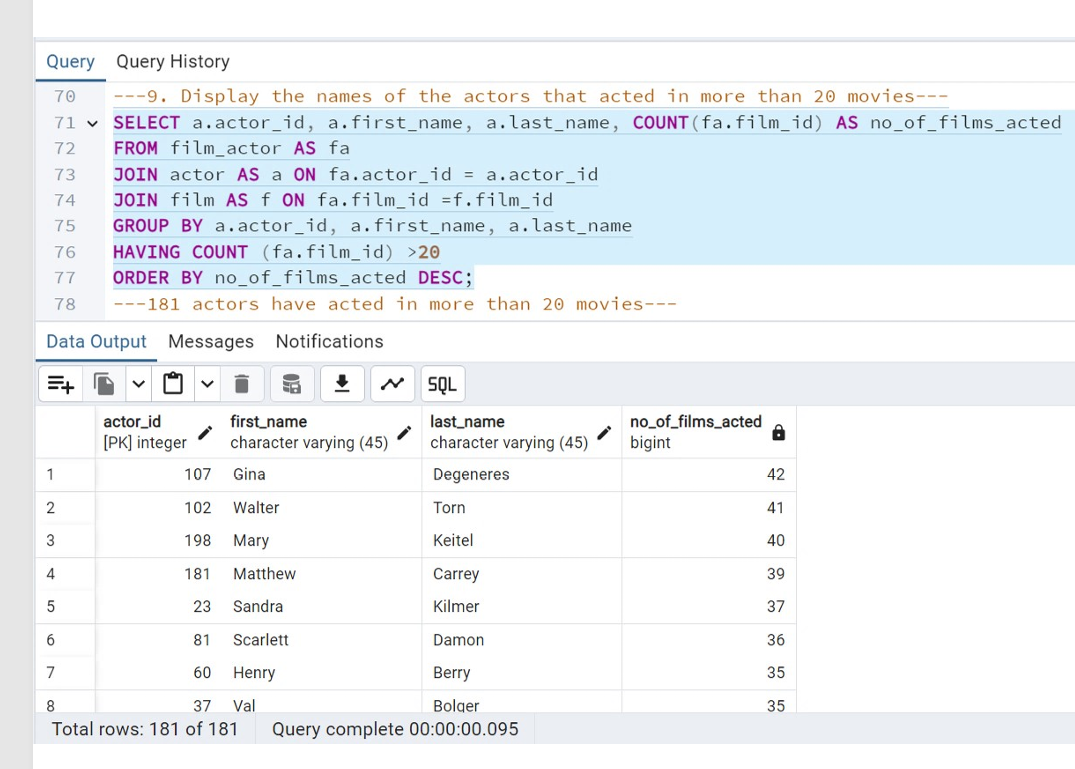 Query Query History
70 ---9. Display the names of the actors that acted in more than 20 movies---
71 SELECT a.actor_id, a.first_name, a.last_name, COUNT(fa.film_id) AS no_of_films_acted
72 FROM film_actor AS fa
73 JOIN actor AS a ON fa.actor_id = a.actor_id
74 JOIN film AS f ON fa.film_id =f.film_id
75 GROUP BY a.actor_id, a.first_name, a.last_name
76 HAVING COUNT (fa.film_id) >20
77 ORDER BY no_of_films_acted DESC;
78 ---181 actors have acted in more than 20 movies---
Data Output Messages Notifications
SQL
actor_id first_name last_name no_of_films_acted
[PK] integer character varying (45) character varying (45) bigint
1 107 Gina Degeneres 42
2 102 Walter Torn 41
3 198 Mary Keitel 40
4 181 Matthew Carrey 39
5 23 Sandra Kilmer 37
6 81 Scarlett Damon 36
7 60 Henry Berry 35
8 37 Val Bolger 35
Total rows: 181 of 181 Query complete 00:00:00.095